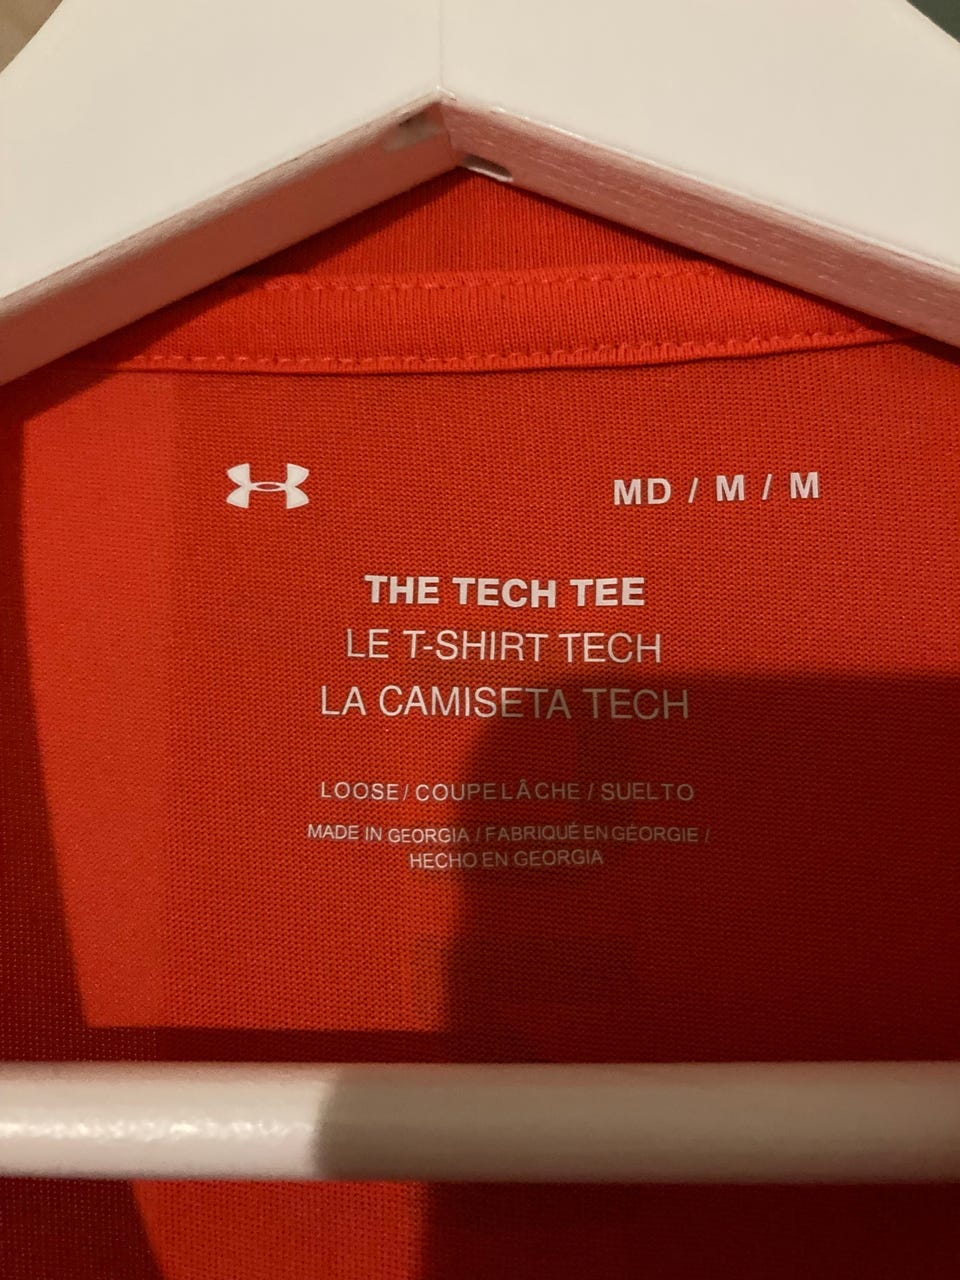 MD / M / M
THE TECH TEE
LE T-SHIRT TECH
LA CAMISETA TECH
LOOSE / COUPE LÂCHE / SUELTO
MADE IN GEORGIA / FABRIQUÉ EN GÉORGIE /
HECHO EN GEORGIA